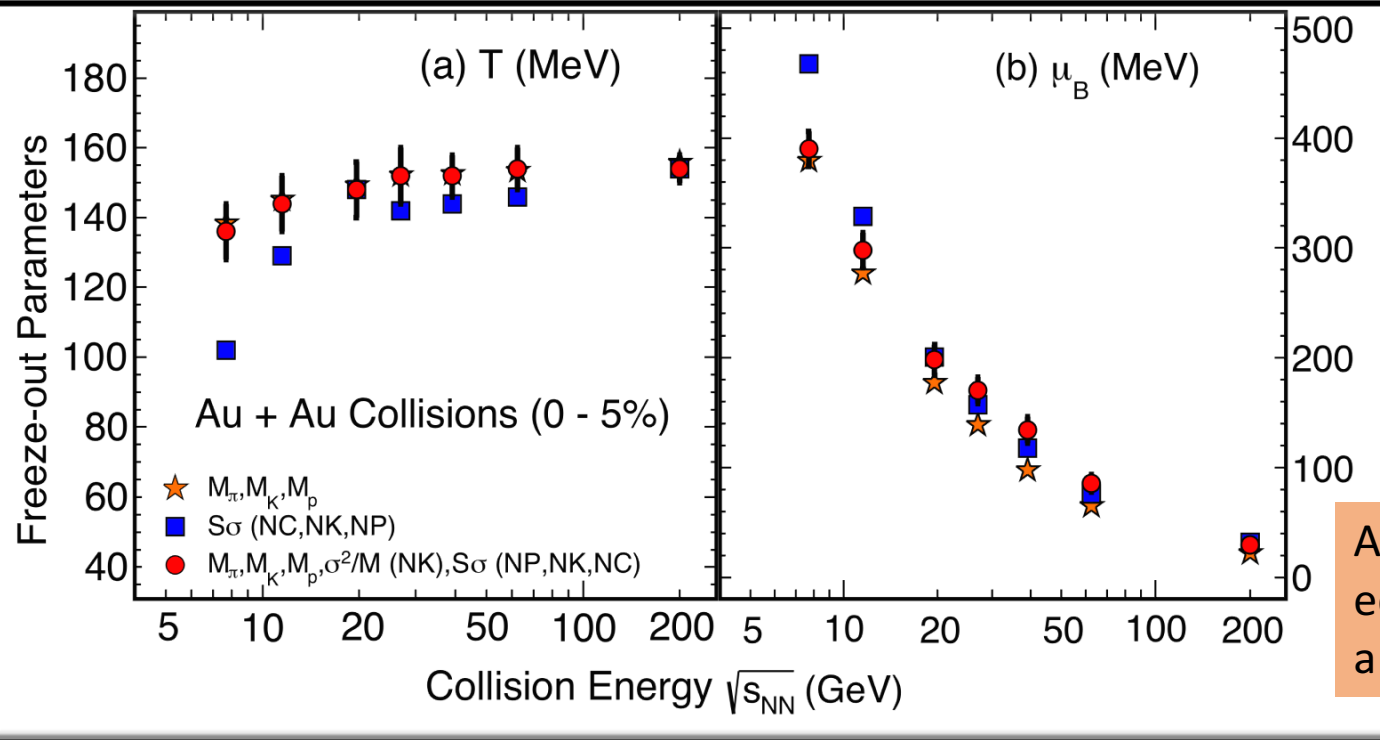 (a) T (MeV)
(b) μB (MeV)
Freeze-out Parameters
180
160
140
120
100
80
60
40
500
400
300
200
100
0
Au + Au Collisions (0 - 5%)
Mπ,MK,Mp
Sσ (NC,NK,NP)
Mπ,MK,Mp,σ²/M (NK),Sσ (NP,NK,NC)
5 10 20 50 100 200
5 10 20 50 100 200
Collision Energy √sNN (GeV)
A
a